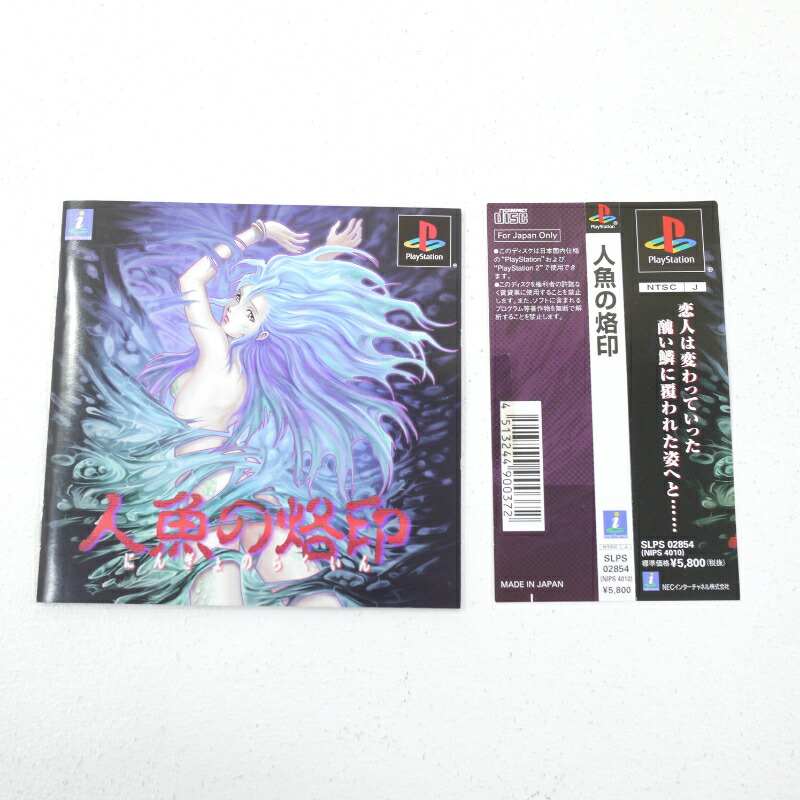 i
PlayStation
人魚の烙印
にんぎょのらくいん
COMPACT
disc
For Japan Only
●このディスクは日本国内仕様
の"PlayStation"および
"PlayStation 2"で使用でき
ます。
●このディスクを権利者の許諾な
く賃貸業に使用することを禁止
します。また、ソフトに含まれる
プログラム等著作物を無断で解
析することを禁止します。
4 513244 900372
MADE IN JAPAN
PlayStation
人魚の烙印
NTSC J
SLPS
02854
(NIPS 4010)
¥5,800
PlayStation
NTSC J
恋人は変わっていった
醜い鱗に覆われた姿へと……
SLPS 02854
(NIPS 4010)
標準価格¥5,800(税抜)
NECインターチャネル株式会社